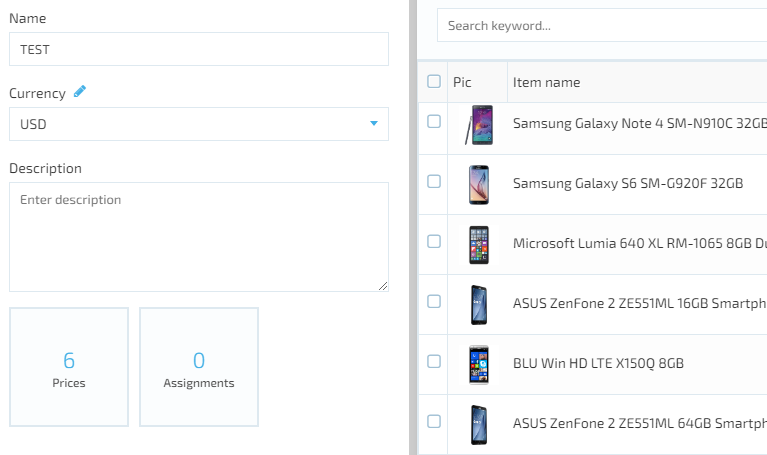 Name
TEST
Currency
USD
Description
Enter description
6
Prices
0
Assignments
Search keyword...
Pic Item name
Samsung Galaxy Note 4 SM-N910C 32GB
Samsung Galaxy S6 SM-G920F 32GB
Microsoft Lumia 640 XL RM-1065 8GB Du
ASUS ZenFone 2 ZE551ML 16GB Smartph
BLU Win HD LTE X150Q 8GB
ASUS ZenFone 2 ZE551ML 64GB Smartph